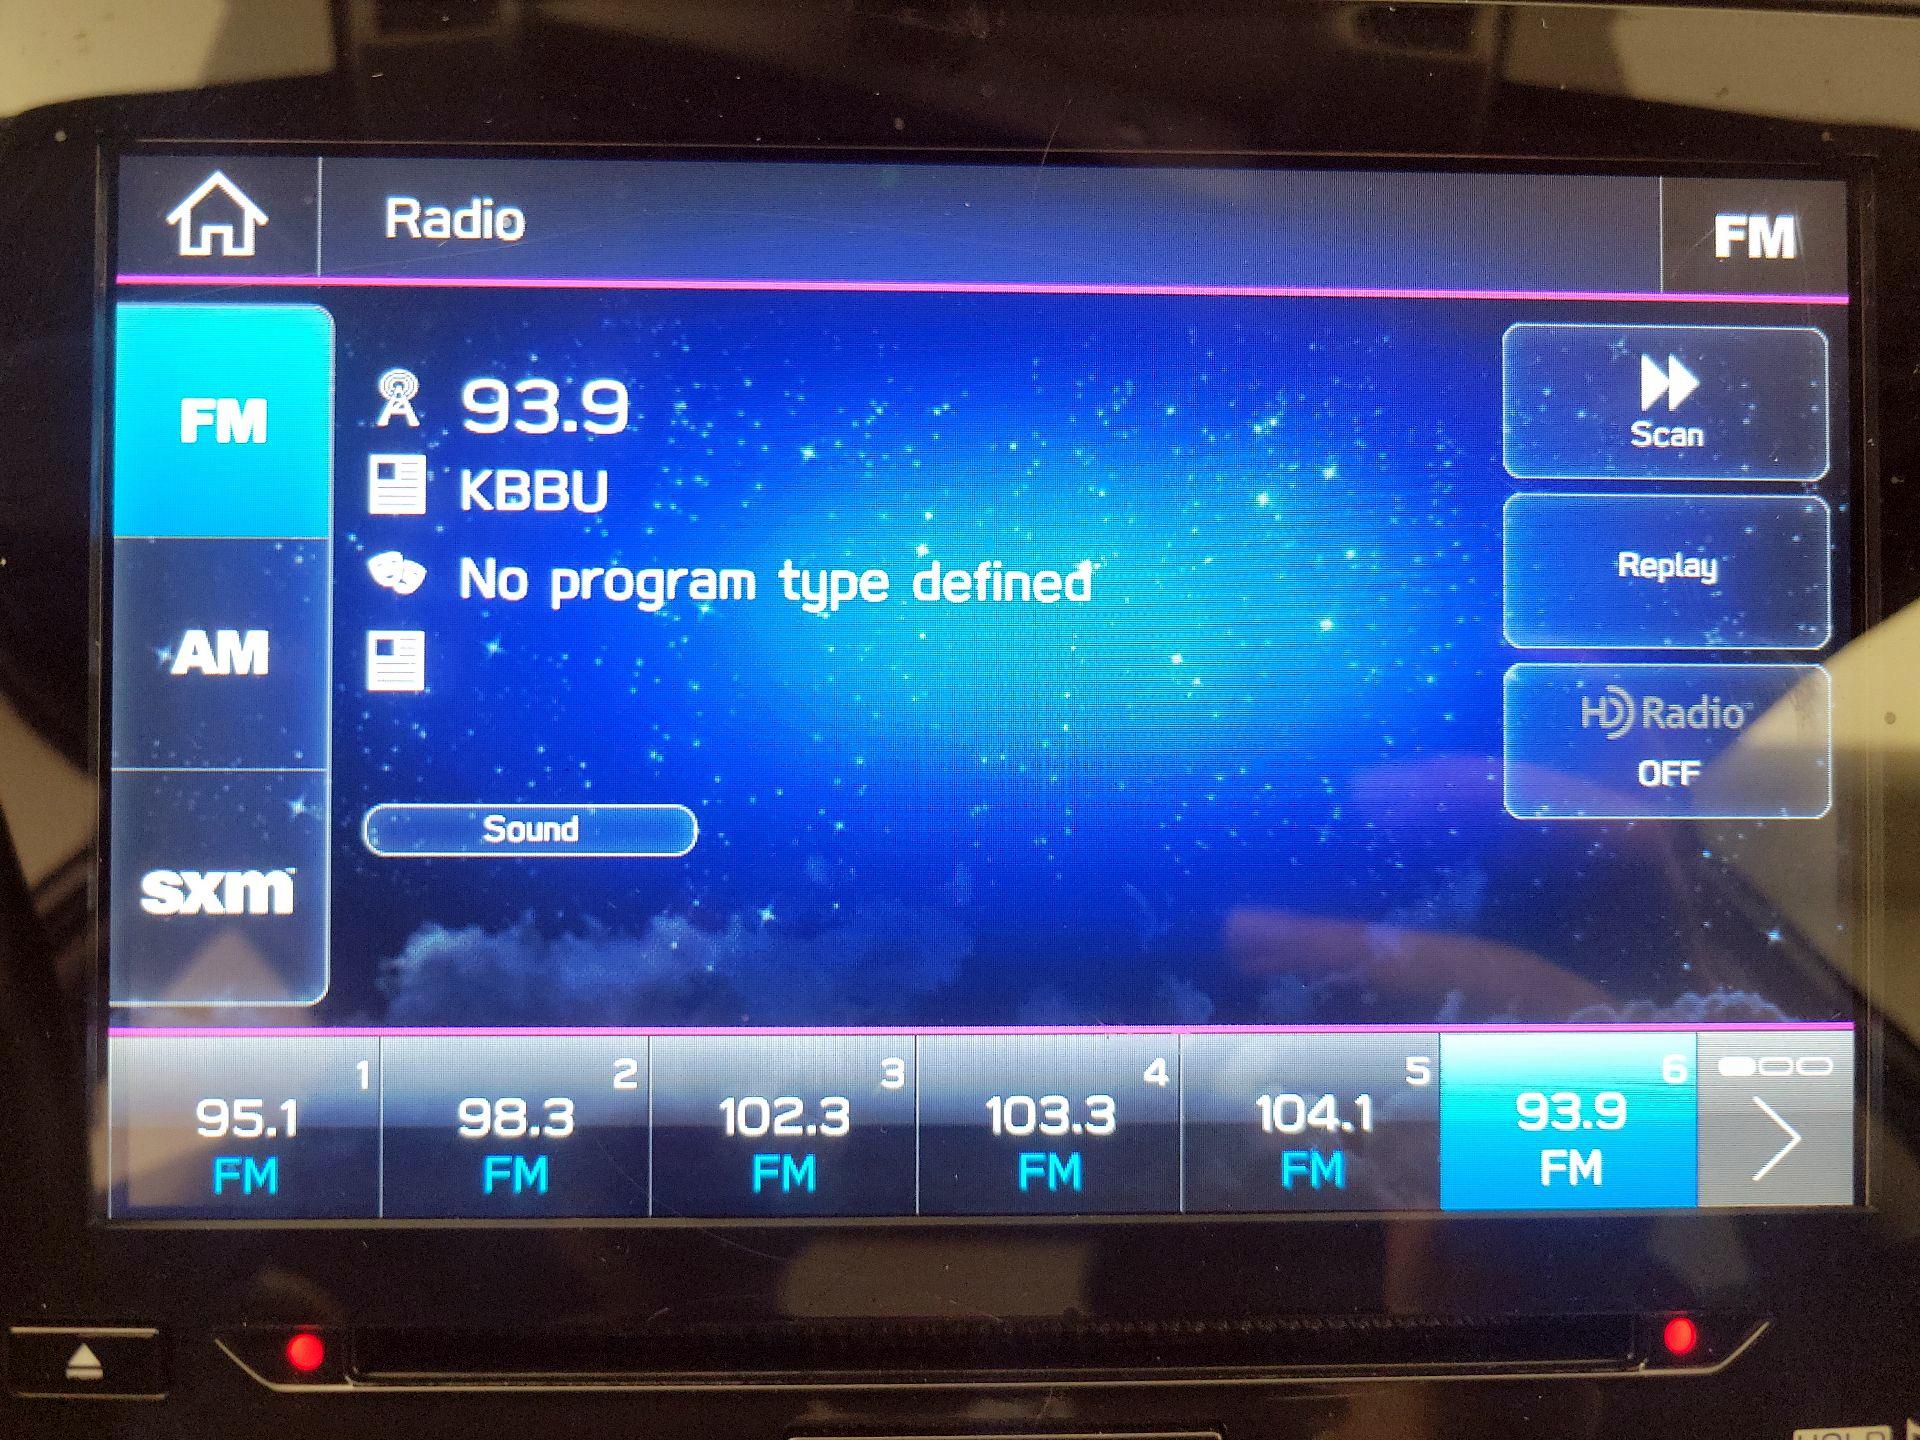 Radio
FM
FM
AM
sxm
93.9
KBBU
No program type defined
Sound
Scan
Replay
HD Radio
OFF
1
95.1
FM
2
98.3
FM
3
102.3
FM
4
103.3
FM
5
104.1
FM
6
93.9
FM